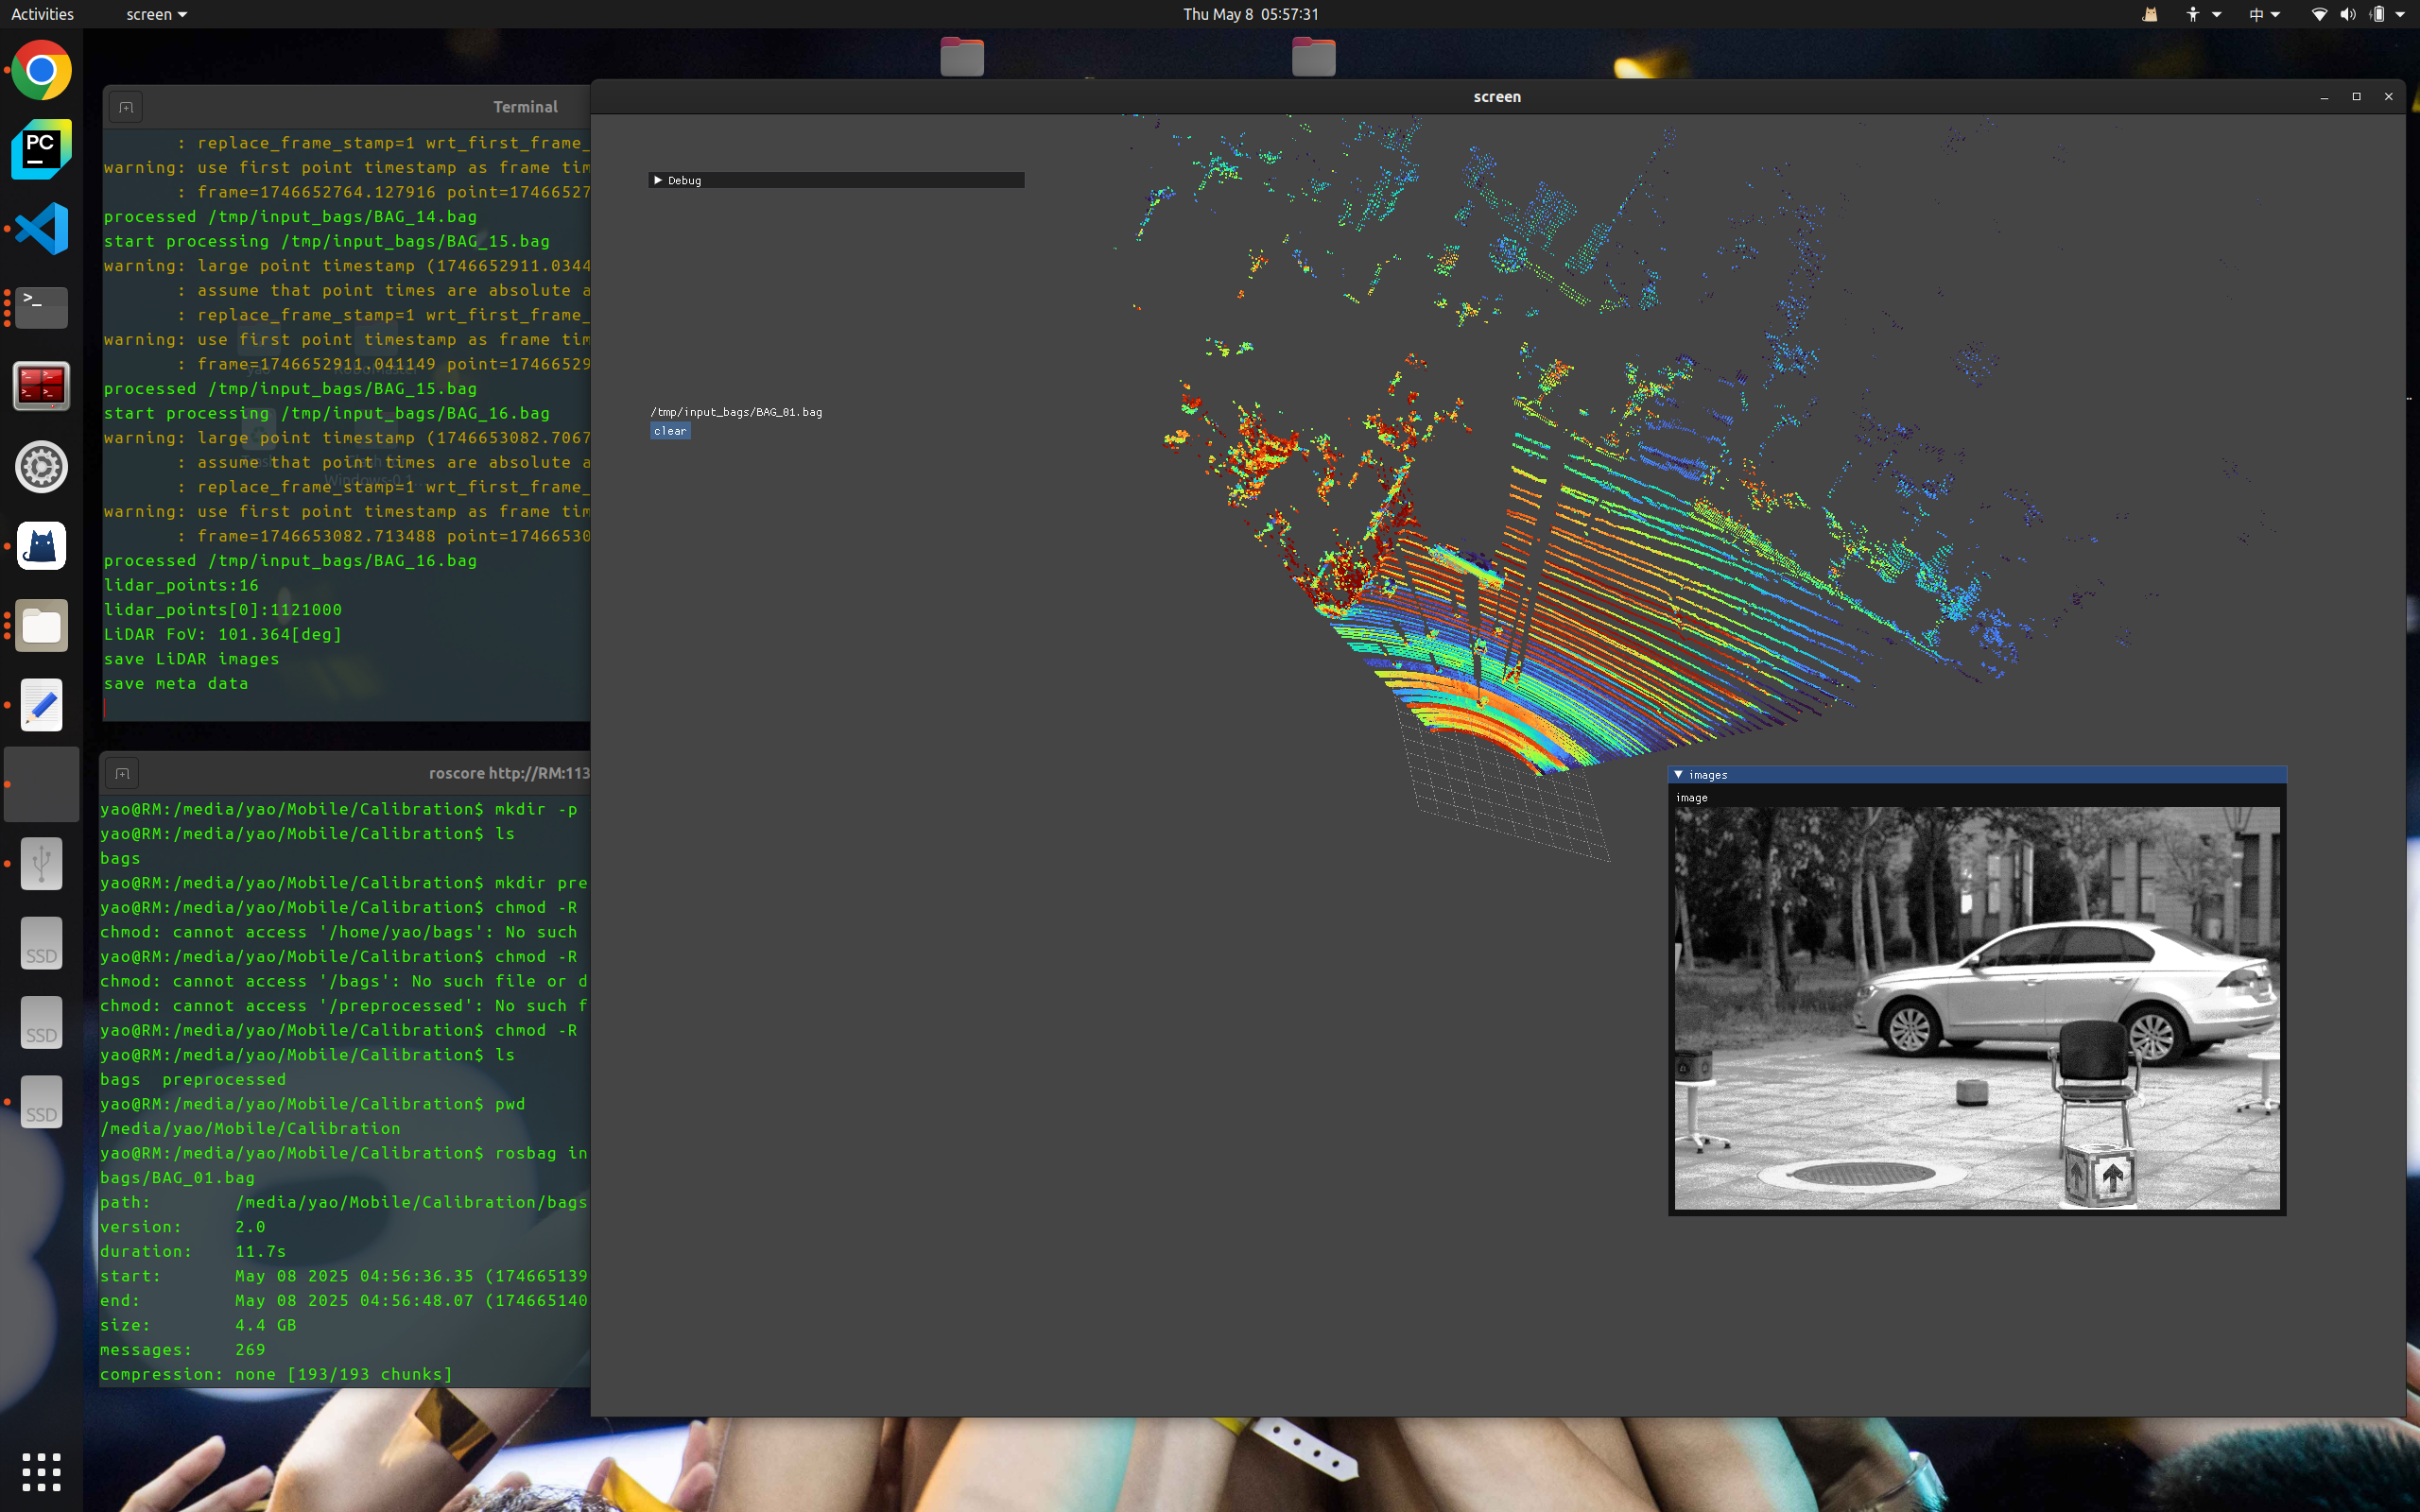 Activities
screen
Thu May 8 05:57:31
中
Terminal
: replace_frame_stamp=1 wrt_first_frame_
warning: use first point timestamp as frame tim
: frame=1746652764.127916 point=17466527
processed /tmp/input_bags/BAG_14.bag
start processing /tmp/input_bags/BAG_15.bag
warning: large point timestamp (1746652911.0344
: assume that point times are absolute a
: replace_frame_stamp=1 wrt_first_frame_
warning: use first point timestamp as frame tim
: frame=1746652911.041149 point=17466529
processed /tmp/input_bags/BAG_15.bag
start processing /tmp/input_bags/BAG_16.bag
warning: large point timestamp (1746653082.7067
: assume that point times are absolute a
: replace_frame_stamp=1 wrt_first_frame_
warning: use first point timestamp as frame tim
: frame=1746653082.713488 point=17466530
processed /tmp/input_bags/BAG_16.bag
lidar_points:16
lidar_points[0]:1121000
LiDAR FoV: 101.364[deg]
save LiDAR images
save meta data
roscore http://RM:113
yao@RM:/media/yao/Mobile/Calibration$ mkdir -p
yao@RM:/media/yao/Mobile/Calibration$ ls
bags
yao@RM:/media/yao/Mobile/Calibration$ mkdir pre
yao@RM:/media/yao/Mobile/Calibration$ chmod -R
chmod: cannot access '/home/yao/bags': No such
yao@RM:/media/yao/Mobile/Calibration$ chmod -R
chmod: cannot access '/bags': No such file or d
chmod: cannot access '/preprocessed': No such f
yao@RM:/media/yao/Mobile/Calibration$ chmod -R
yao@RM:/media/yao/Mobile/Calibration$ ls
bags preprocessed
yao@RM:/media/yao/Mobile/Calibration$ pwd
/media/yao/Mobile/Calibration
yao@RM:/media/yao/Mobile/Calibration$ rosbag in
bags/BAG_01.bag
path: /media/yao/Mobile/Calibration/bags
version: 2.0
duration: 11.7s
start: May 08 2025 04:56:36.35 (174665139
end: May 08 2025 04:56:48.07 (174665140
size: 4.4 GB
messages: 269
compression: none [193/193 chunks]
screen
Debug
/tmp/input_bags/BAG_01.bag
clear
images
image
PC
SSD
SSD
SSD